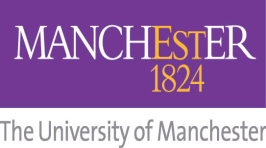 MANCHESTER
1824
The University of Manchester